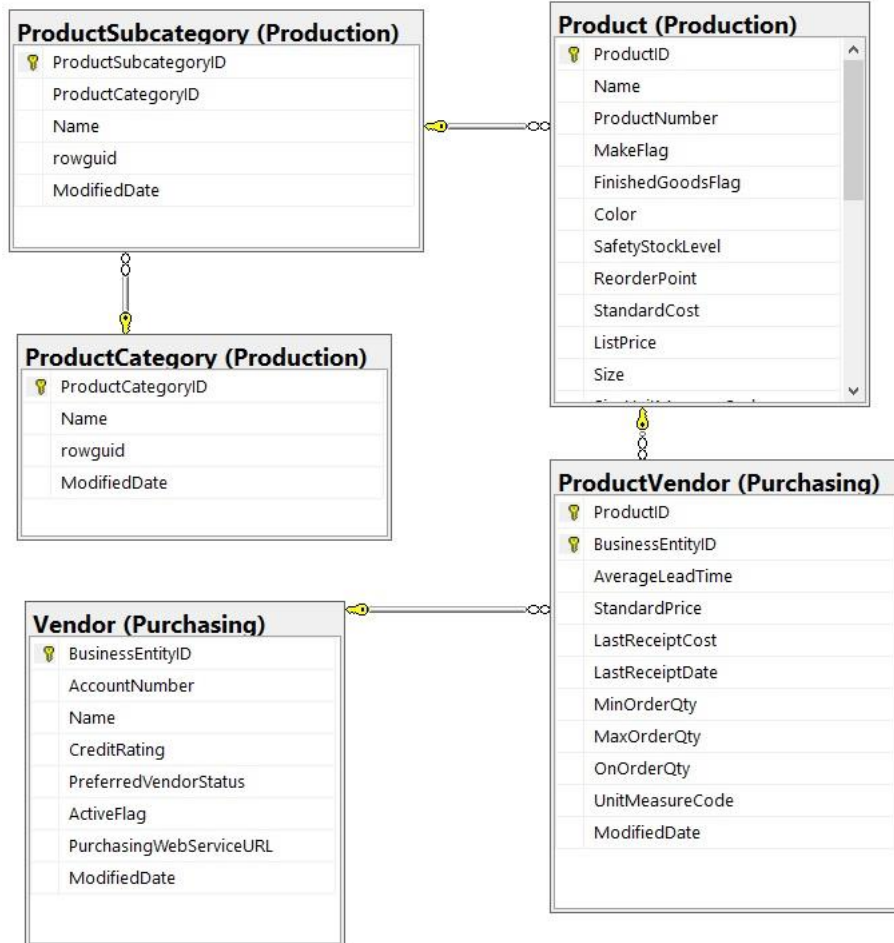 ProductSubcategory (Production)
ProductSubcategoryID
ProductCategoryID
Name
rowguid
ModifiedDate
Product (Production)
ProductID
Name
ProductNumber
MakeFlag
FinishedGoodsFlag
Color
SafetyStockLevel
ReorderPoint
StandardCost
ListPrice
Size
ProductCategory (Production)
ProductCategoryID
Name
rowguid
ModifiedDate
ProductVendor (Purchasing)
ProductID
BusinessEntityID
AverageLeadTime
StandardPrice
LastReceiptCost
LastReceiptDate
MinOrderQty
MaxOrderQty
OnOrderQty
UnitMeasureCode
ModifiedDate
Vendor (Purchasing)
BusinessEntityID
AccountNumber
Name
CreditRating
PreferredVendorStatus
ActiveFlag
PurchasingWebServiceURL
ModifiedDate